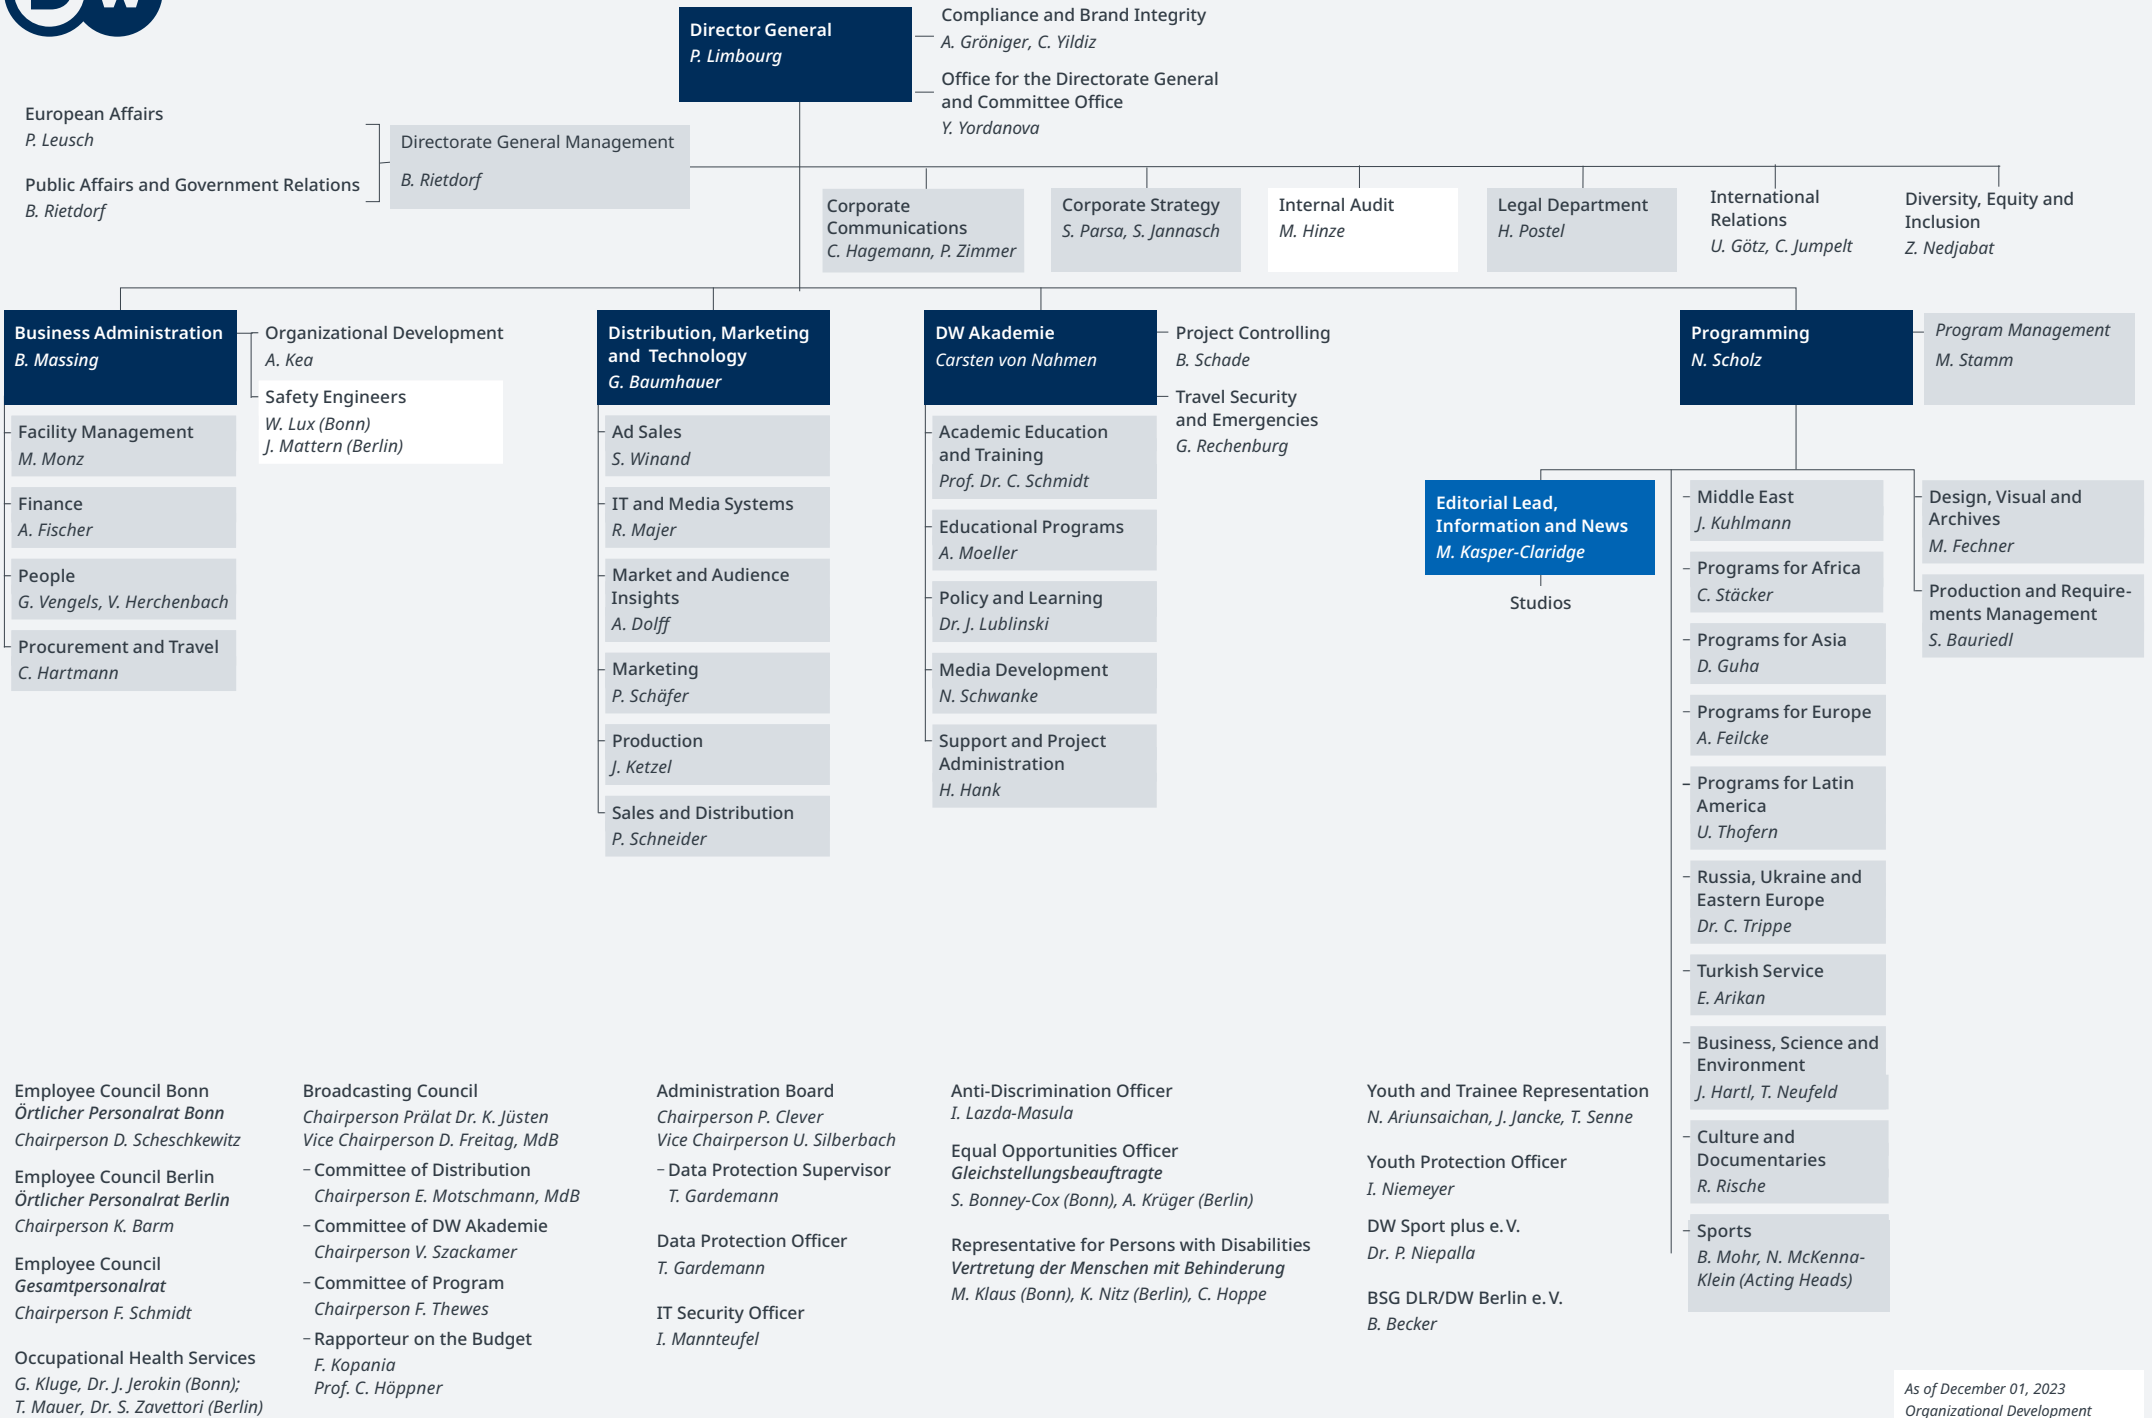 DW
Director General
P. Limbourg
Compliance and Brand Integrity
A. Gröniger, C. Yildiz
Office for the Directorate General
and Committee Office
Y. Yordanova
European Affairs
P. Leusch
Public Affairs and Government Relations
B. Rietdorf
Directorate General Management
B. Rietdorf
Corporate
Communications
C. Hagemann, P. Zimmer
Corporate Strategy
S. Parsa, S. Jannasch
Internal Audit
M. Hinze
Legal Department
H. Postel
International
Relations
U. Götz, C. Jumpelt
Diversity, Equity and
Inclusion
Z. Nedjabat
Business Administration
B. Massing
Organizational Development
A. Kea
Safety Engineers
W. Lux (Bonn)
J. Mattern (Berlin)
Facility Management
M. Monz
Finance
A. Fischer
People
G. Vengels, V. Herchenbach
Procurement and Travel
C. Hartmann
Distribution, Marketing
and Technology
G. Baumhauer
Ad Sales
S. Winand
IT and Media Systems
R. Majer
Market and Audience
Insights
A. Dolff
Marketing
P. Schäfer
Production
J. Ketzel
Sales and Distribution
P. Schneider
DW Akademie
Carsten von Nahmen
Project Controlling
B. Schade
Travel Security
and Emergencies
G. Rechenburg
Academic Education
and Training
Prof. Dr. C. Schmidt
Educational Programs
A. Moeller
Policy and Learning
Dr. J. Lublinski
Media Development
N. Schwanke
Support and Project
Administration
H. Hank
Programming
N. Scholz
Program Management
M. Stamm
Editorial Lead,
Information and News
M. Kasper-Claridge
Studios
Middle East
J. Kuhlmann
Programs for Africa
C. Stäcker
Programs for Asia
D. Guha
Programs for Europe
A. Feilcke
Programs for Latin
America
U. Thofern
Russia, Ukraine and
Eastern Europe
Dr. C. Trippe
Turkish Service
E. Arikan
Business, Science and
Environment
J. Hartl, T. Neufeld
Culture and
Documentaries
R. Rische
Sports
B. Mohr, N. McKenna-
Klein (Acting Heads)
Design, Visual and
Archives
M. Fechner
Production and Require-
ments Management
S. Bauriedl
Employee Council Bonn
Örtlicher Personalrat Bonn
Chairperson D. Scheschkewitz
Employee Council Berlin
Örtlicher Personalrat Berlin
Chairperson K. Barm
Employee Council
Gesamtpersonalrat
Chairperson F. Schmidt
Occupational Health Services
G. Kluge, Dr. J. Jerokin (Bonn);
T. Mauer, Dr. S. Zavettori (Berlin)
Broadcasting Council
Chairperson Prälat Dr. K. Jüsten
Vice Chairperson D. Freitag, MdB
– Committee of Distribution
Chairperson E. Motschmann, MdB
– Committee of DW Akademie
Chairperson V. Szackamer
– Committee of Program
Chairperson F. Thewes
– Rapporteur on the Budget
F. Kopania
Prof. C. Höppner
Administration Board
Chairperson P. Clever
Vice Chairperson U. Silberbach
– Data Protection Supervisor
T. Gardemann
Data Protection Officer
T. Gardemann
IT Security Officer
I. Mannteufel
Anti-Discrimination Officer
I. Lazda-Masula
Equal Opportunities Officer
Gleichstellungsbeauftragte
S. Bonney-Cox (Bonn), A. Krüger (Berlin)
Representative for Persons with Disabilities
Vertretung der Menschen mit Behinderung
M. Klaus (Bonn), K. Nitz (Berlin), C. Hoppe
Youth and Trainee Representation
N. Ariunsaichan, J. Jancke, T. Senne
Youth Protection Officer
I. Niemeyer
DW Sport plus e. V.
Dr. P. Niepalla
BSG DLR/DW Berlin e. V.
B. Becker
As of December 01, 2023
Organizational Development